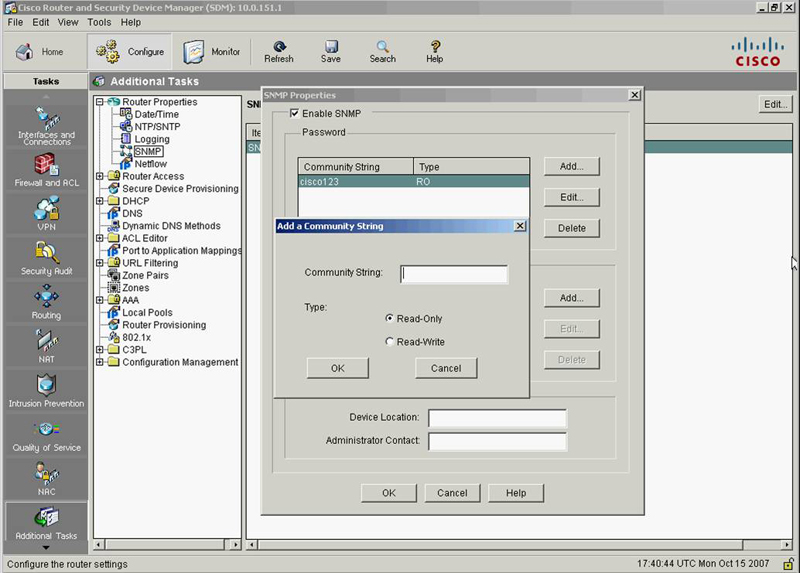 Cisco Router and Security Device Manager (SDM): 10.0.151.1
File Edit View Tools Help
Home Configure Monitor Refresh Save Search Help
CISCO
Tasks
Interfaces and Connections
Firewall and ACL
VPN
Security Audit
Routing
NAT
Intrusion Prevention
Quality of Service
NAC
Additional Tasks
Additional Tasks
Router Properties
Date/Time
NTP/SNTP
Logging
SNMP
Netflow
Router Access
Secure Device Provisioning
DHCP
DNS
Dynamic DNS Methods
ACL Editor
Port to Application Mappings
URL Filtering
Zone Pairs
Zones
AAA
Local Pools
Router Provisioning
802.1x
C3PL
Configuration Management
Edit...
SNMP Properties
Enable SNMP
Password
Community String Type
cisco123 RO
Add...
Edit...
Delete
Add a Community String
Community String:
Type:
Read-Only
Read-Write
OK Cancel
Add...
Edit...
Delete
Device Location:
Administrator Contact:
OK Cancel Help
Configure the router settings
17:40:44 UTC Mon Oct 15 2007